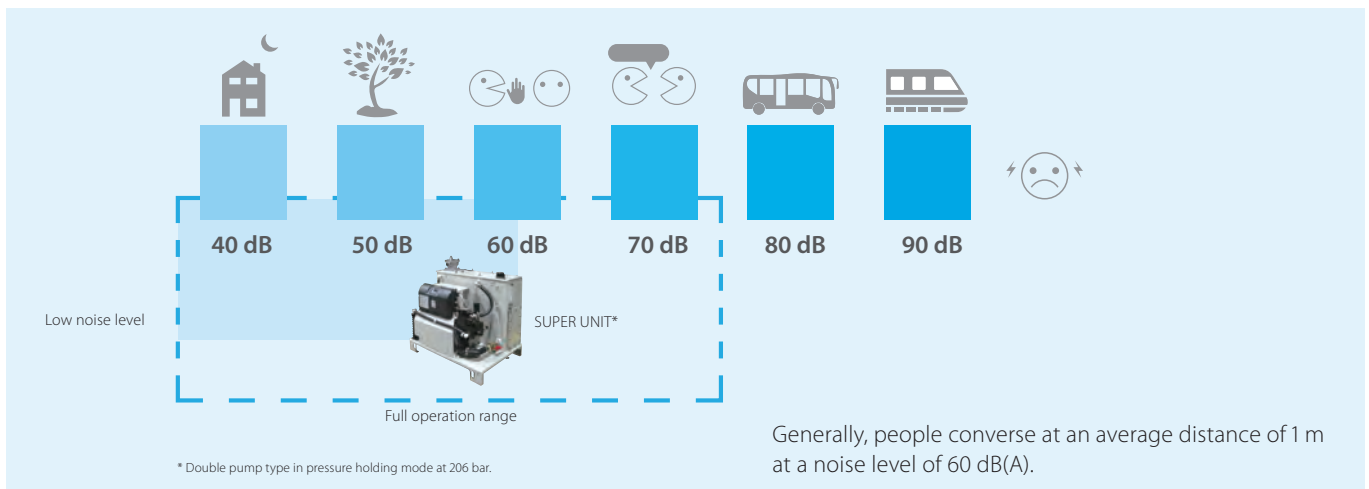 40 dB
50 dB
60 dB
70 dB
80 dB
90 dB
Low noise level
SUPER UNIT*
Full operation range
Generally, people converse at an average distance of 1 m
at a noise level of 60 dB(A).
* Double pump type in pressure holding mode at 206 bar.